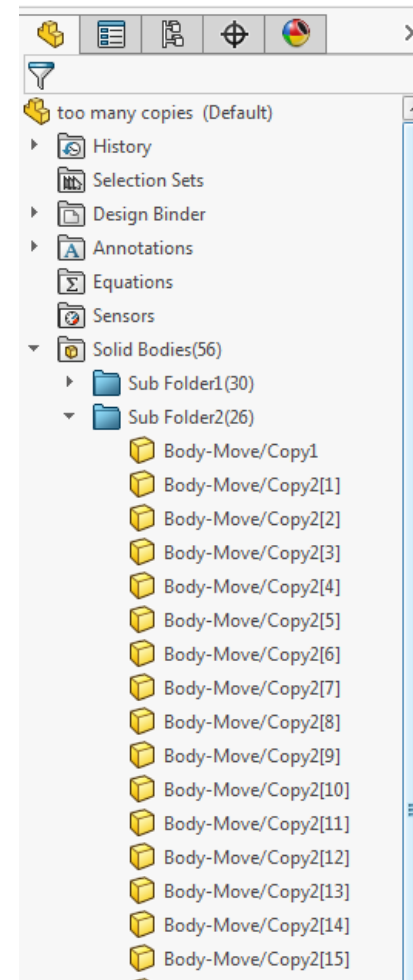 too many copies (Default)
History
Selection Sets
Design Binder
Annotations
Equations
Sensors
Solid Bodies(56)
Sub Folder1(30)
Sub Folder2(26)
Body-Move/Copy1
Body-Move/Copy2[1]
Body-Move/Copy2[2]
Body-Move/Copy2[3]
Body-Move/Copy2[4]
Body-Move/Copy2[5]
Body-Move/Copy2[6]
Body-Move/Copy2[7]
Body-Move/Copy2[8]
Body-Move/Copy2[9]
Body-Move/Copy2[10]
Body-Move/Copy2[11]
Body-Move/Copy2[12]
Body-Move/Copy2[13]
Body-Move/Copy2[14]
Body-Move/Copy2[15]